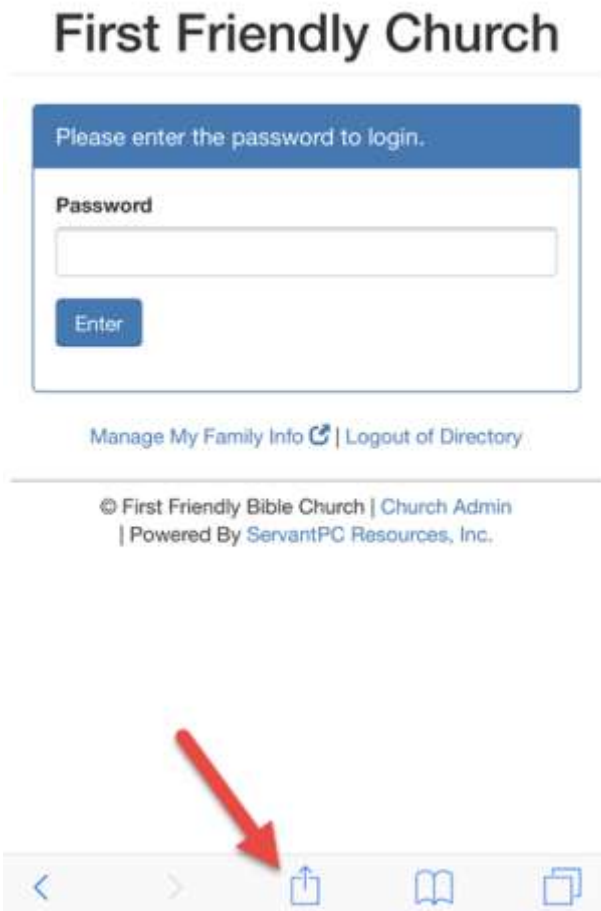 First Friendly Church
Please enter the password to login.
Password
Enter
Manage My Family Info | Logout of Directory
© First Friendly Bible Church | Church Admin
| Powered By ServantPC Resources, Inc.